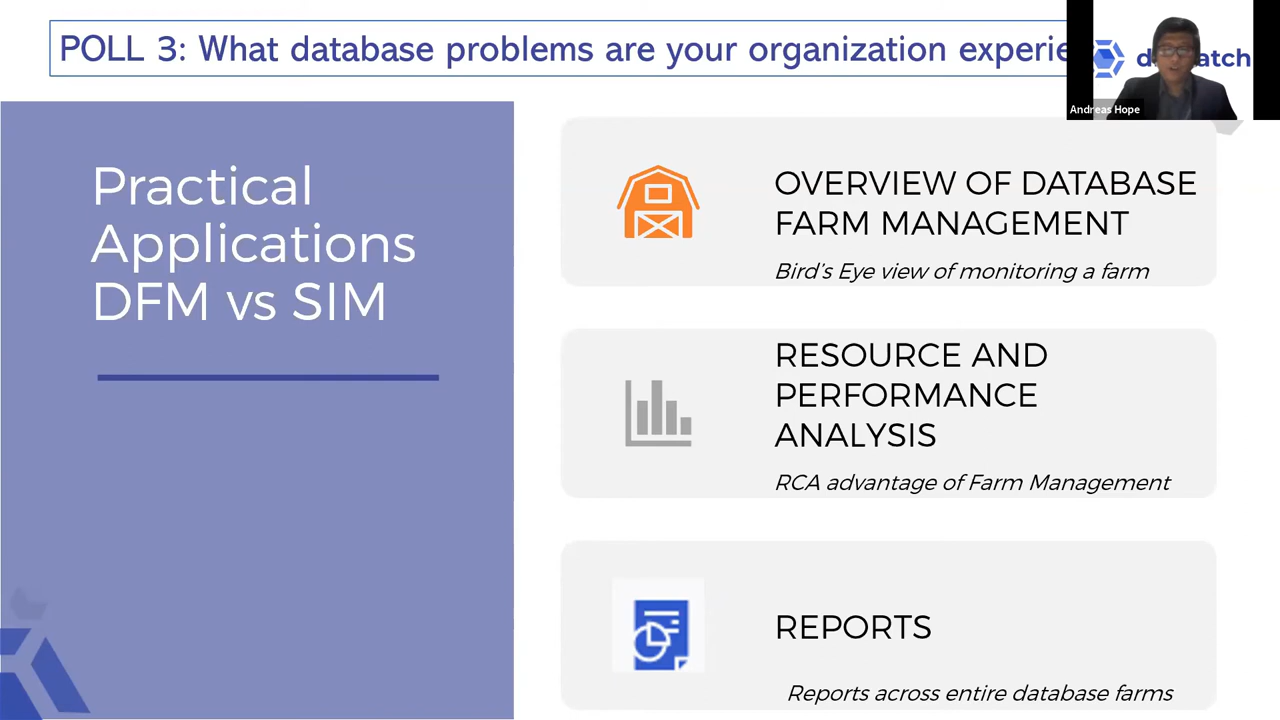 POLL 3: What database problems are your organization
Andreas Hope
Practical
Applications
DFM vs SIM
OVERVIEW OF DATABASE
FARM MANAGEMENT
Bird's Eye view of monitoring a farm
RESOURCE AND
PERFORMANCE
ANALYSIS
RCA advantage of Farm Management
REPORTS
Reports across entire database farms